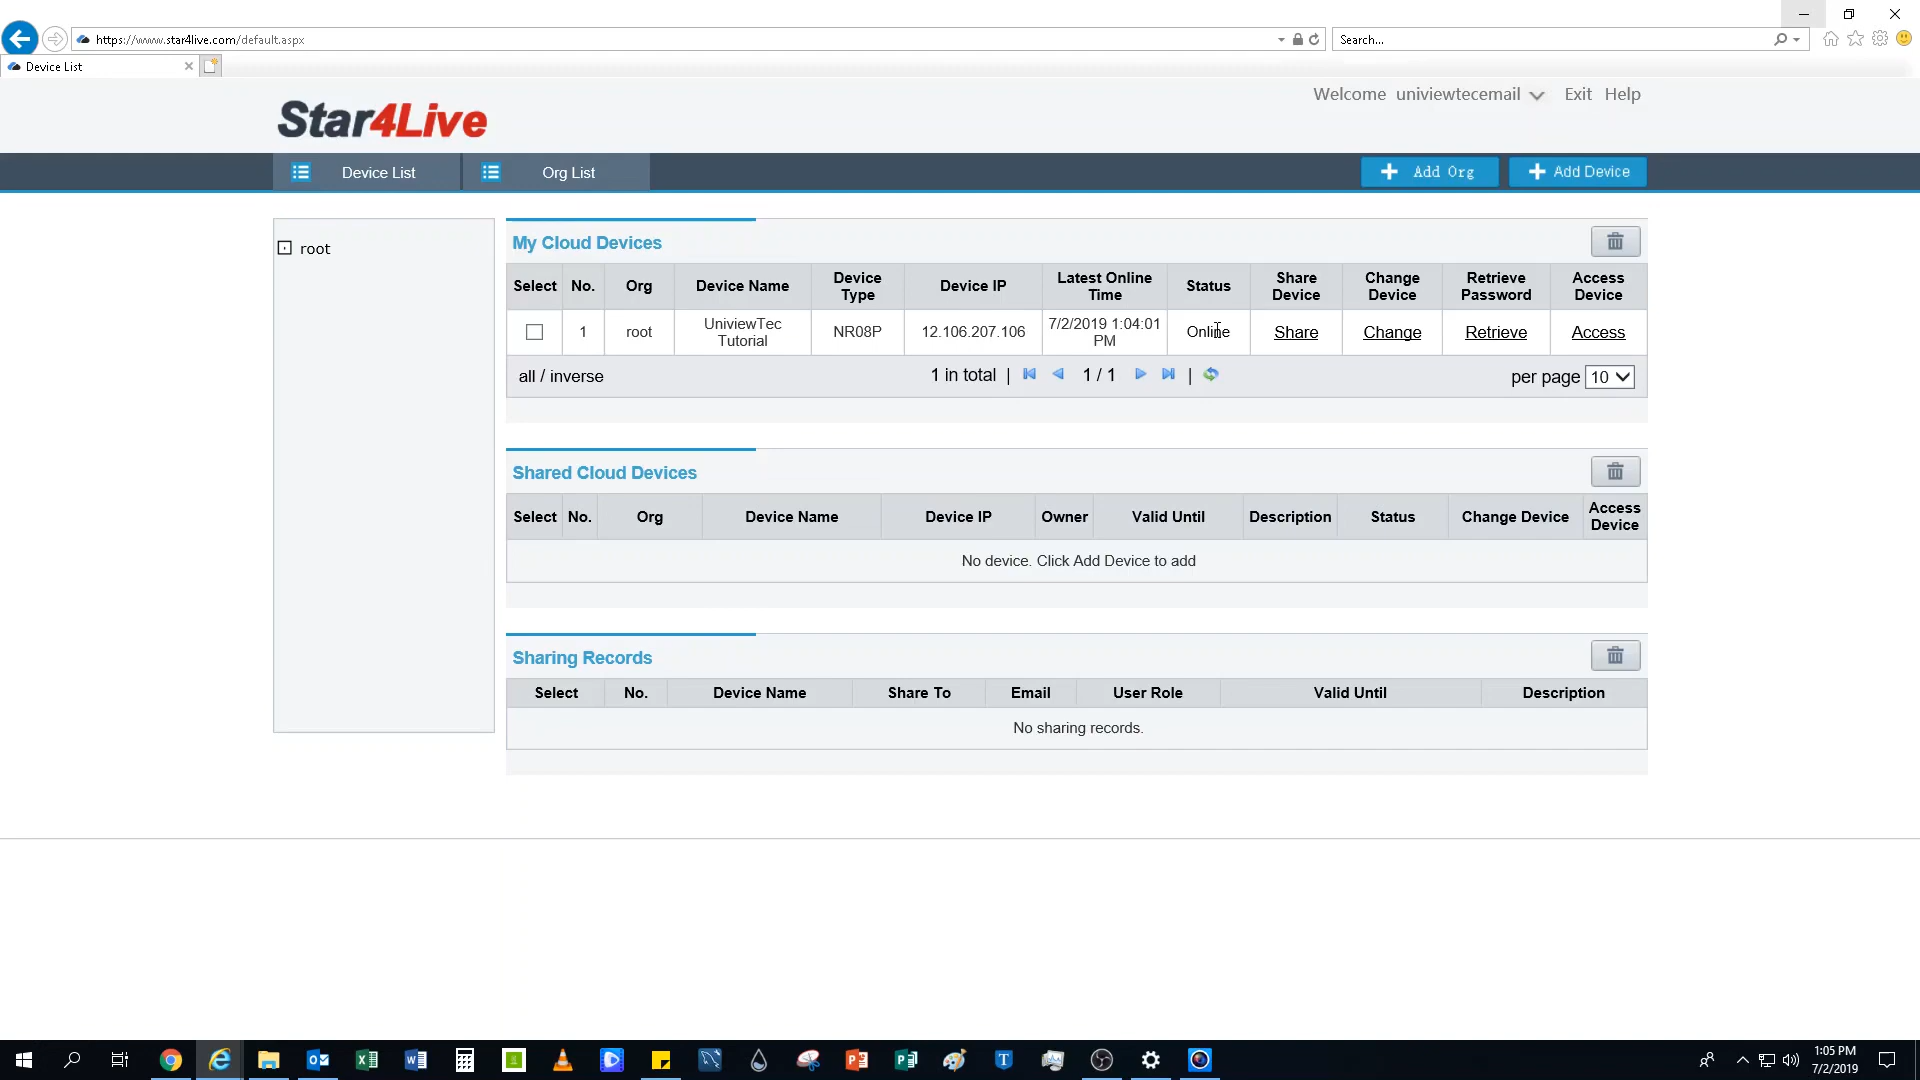 https://www.star4live.com/default.aspx
Search...
Device List
Welcome univiewtecemail Exit Help
Star4Live
Device List
Org List
Add Org
Add Device
root
My Cloud Devices
Select No. Org Device Name Device Type Device IP Latest Online Time Status Share Device Change Device Retrieve Password Access Device
1 root UniviewTec Tutorial NR08P 12.106.207.106 7/2/2019 1:04:01 PM Online Share Change Retrieve Access
all / inverse 1 in total | 1 / 1 | per page 10
Shared Cloud Devices
Select No. Org Device Name Device IP Owner Valid Until Description Status Change Device Access Device
No device. Click Add Device to add
Sharing Records
Select No. Device Name Share To Email User Role Valid Until Description
No sharing records.
1:05 PM
7/2/2019